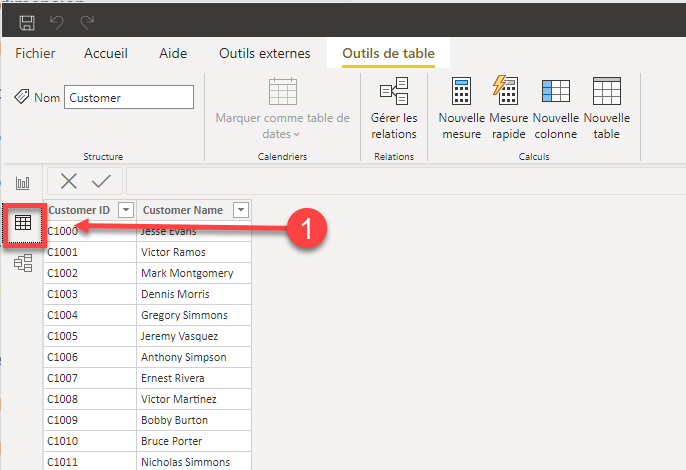 Fichier Accueil Aide Outils externes Outils de table
Nom Customer
Marquer comme table de dates
Gérer les relations
Nouvelle mesure
Mesure rapide
Nouvelle colonne
Nouvelle table
Structure Calendriers Relations Calculs
Customer ID Customer Name
1
C1000 Jesse Evans
C1001 Victor Ramos
C1002 Mark Montgomery
C1003 Dennis Morris
C1004 Gregory Simmons
C1005 Jeremy Vasquez
C1006 Anthony Simpson
C1007 Ernest Rivera
C1008 Victor Martinez
C1009 Bobby Burton
C1010 Bruce Porter
C1011 Nicholas Simmons